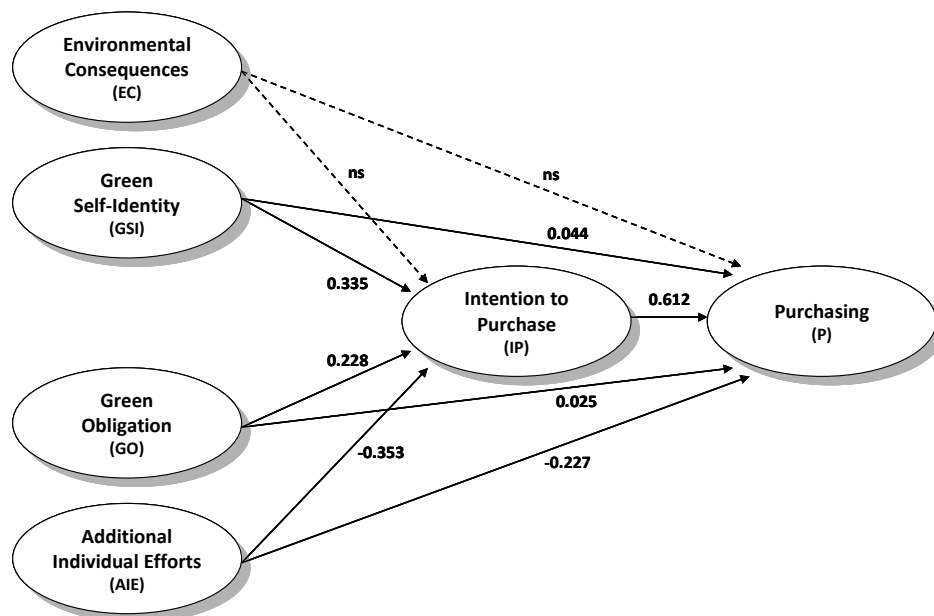 Environmental
Consequences
(EC)
ns
ns
Green
Self-Identity
(GSI)
0.044
0.335
Intention to
Purchase
(IP)
0.612
Purchasing
(P)
0.228
0.025
Green
Obligation
(GO)
-0.353
-0.227
Additional
Individual Efforts
(AIE)